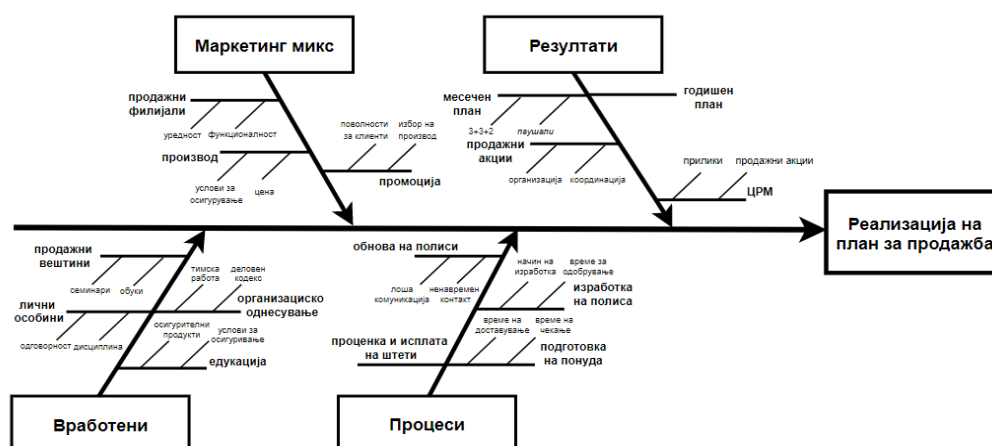 Маркетинг микс
Резултати
продажни
филијали
уредност
функционалност
производ
услови за
осигурување
цена
поволности
за клиенти
избор на
производ
промоција
месечен
план
3+3+2
паушали
годишен
план
продажни
акции
организација
координација
прилики
продажни акции
ЦРМ
Реализација на
план за продажба
продажни
вештини
семинари
обуки
тимска
работа
деловен
кодекс
лични
особини
одговорност
дисциплина
организациско
однесување
осигурителни
продукти
услови за
осигуривање
едукација
обнова на полиси
лоша
комуникација
ненавремен
контакт
начин на
изработка
време за
одобрување
изработка
на полиса
проценка и исплата
на штети
време на
доставување
време на
чекање
подготовка
на понуда
Вработени
Процеси